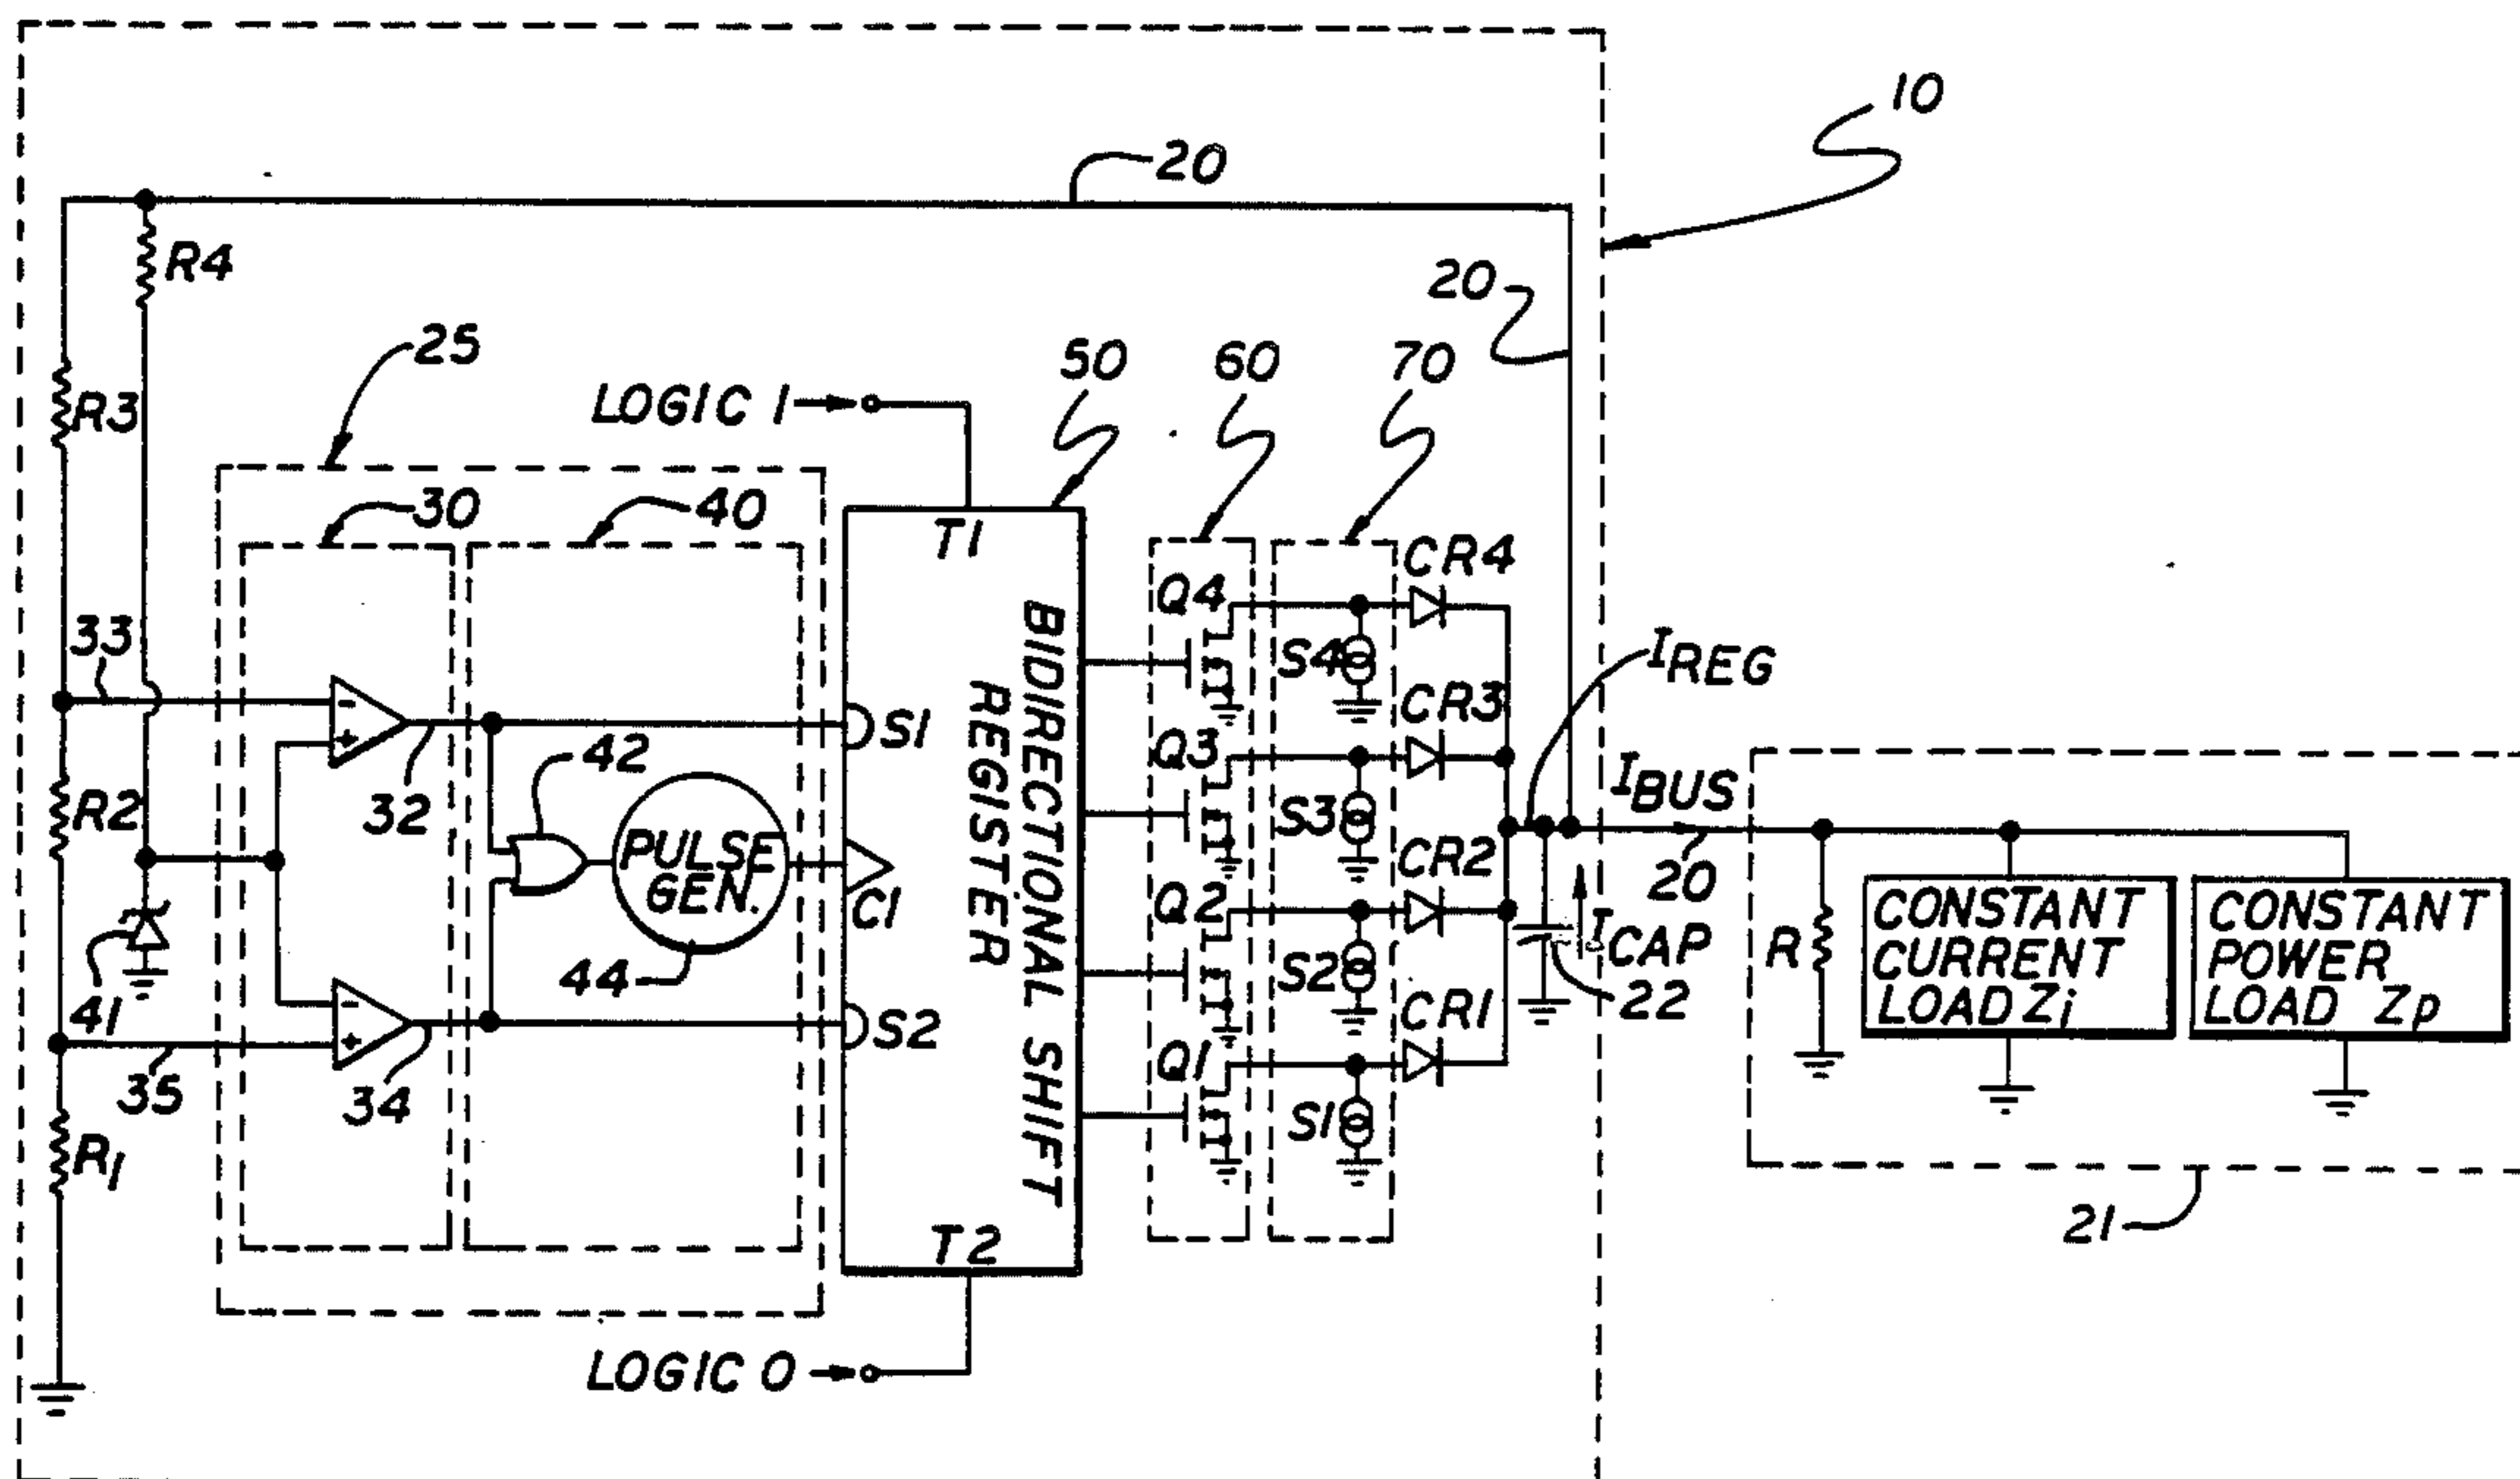 10
20
R4
20
25
50
60
70
LOGIC 1
R3
30
40
T1
CR4
Q4
33
S4
IREG
BIDIRECTIONAL SHIFT
REGISTER
CR3
S1
Q3
42
IBUS
R2
32
S3
PULSE
GEN.
CR2
20
C1
Q2
CONSTANT
CURRENT
LOAD Zi
CONSTANT
POWER
LOAD Zp
R
ICAP
44
S2
22
41
CR1
S2
Q1
35
34
S1
R1
21
T2
LOGIC 0